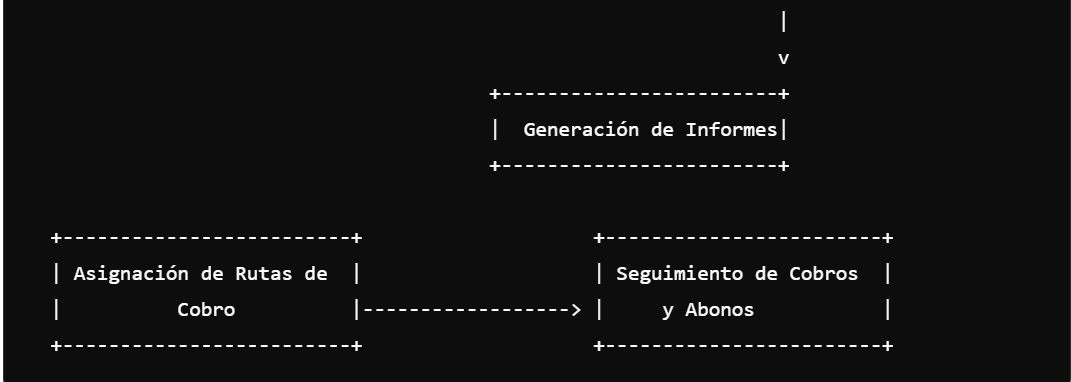 |
v
+------------------------+
|  Generación de Informes|
+------------------------+
+-------------------------+                    +------------------------+
| Asignación de Rutas de  |                    | Seguimiento de Cobros  |
|          Cobro          |------------------> |     y Abonos           |
+-------------------------+                    +------------------------+